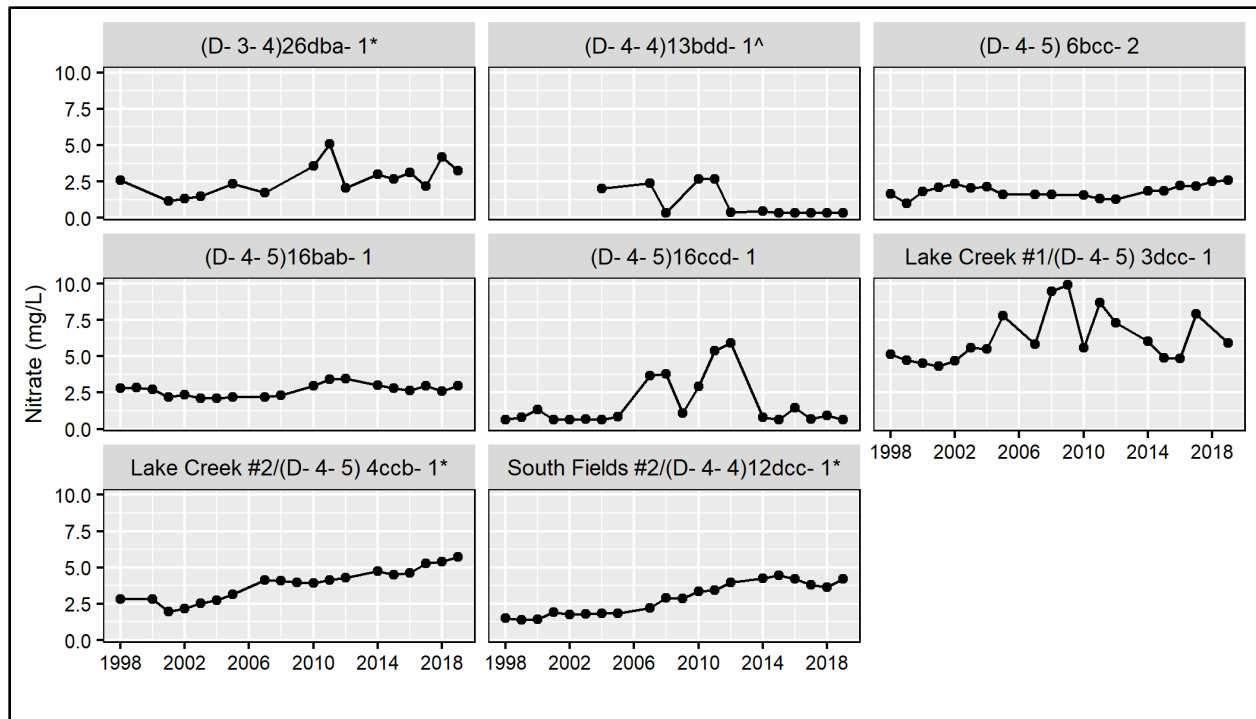 (D- 3- 4)26dba- 1*
(D- 4- 4)13bdd- 1^
(D- 4- 5) 6bcc- 2
10.0
7.5
5.0
2.5
0.0
(D- 4- 5)16bab- 1
(D- 4- 5)16ccd- 1
Lake Creek #1/(D- 4- 5) 3dcc- 1
Nitrate (mg/L)
10.0
7.5
5.0
2.5
0.0
1998 2002 2006 2010 2014 2018
Lake Creek #2/(D- 4- 5) 4ccb- 1*
South Fields #2/(D- 4- 4)12dcc- 1*
10.0
7.5
5.0
2.5
0.0
1998 2002 2006 2010 2014 2018
1998 2002 2006 2010 2014 2018